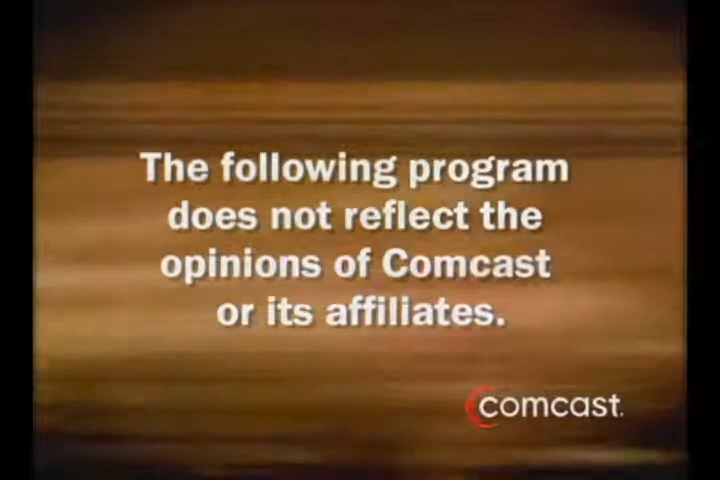 The following program
does not reflect the
opinions of Comcast
or its affiliates.
comcast.